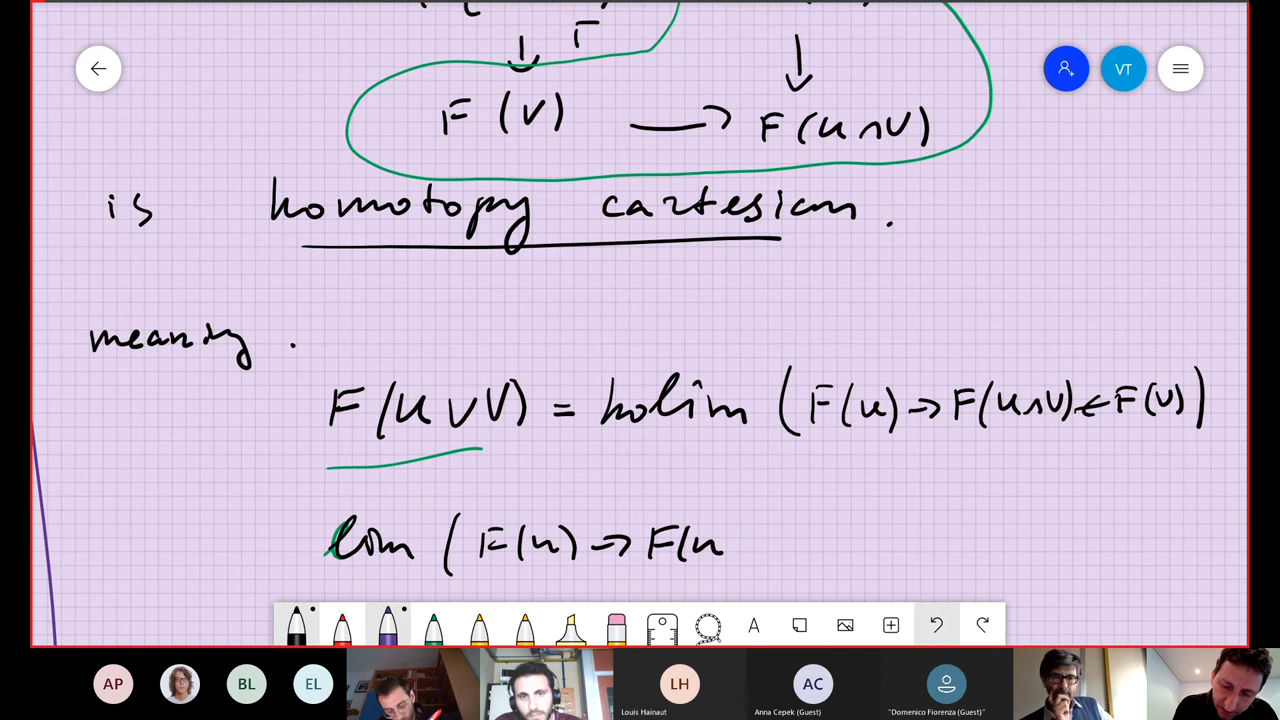 F
F (V) → F(U∩V)
is homotopy cartesian.
meaning.
F(U∪V) = holim (F(U) → F(U∩V) ← F(V))
lim (F(U) → F(U
VT
A
AP
BL
EL
LH
Louis Hainaut
AC
Anna Cepek (Guest)
"Domenico Fiorenza (Guest)"